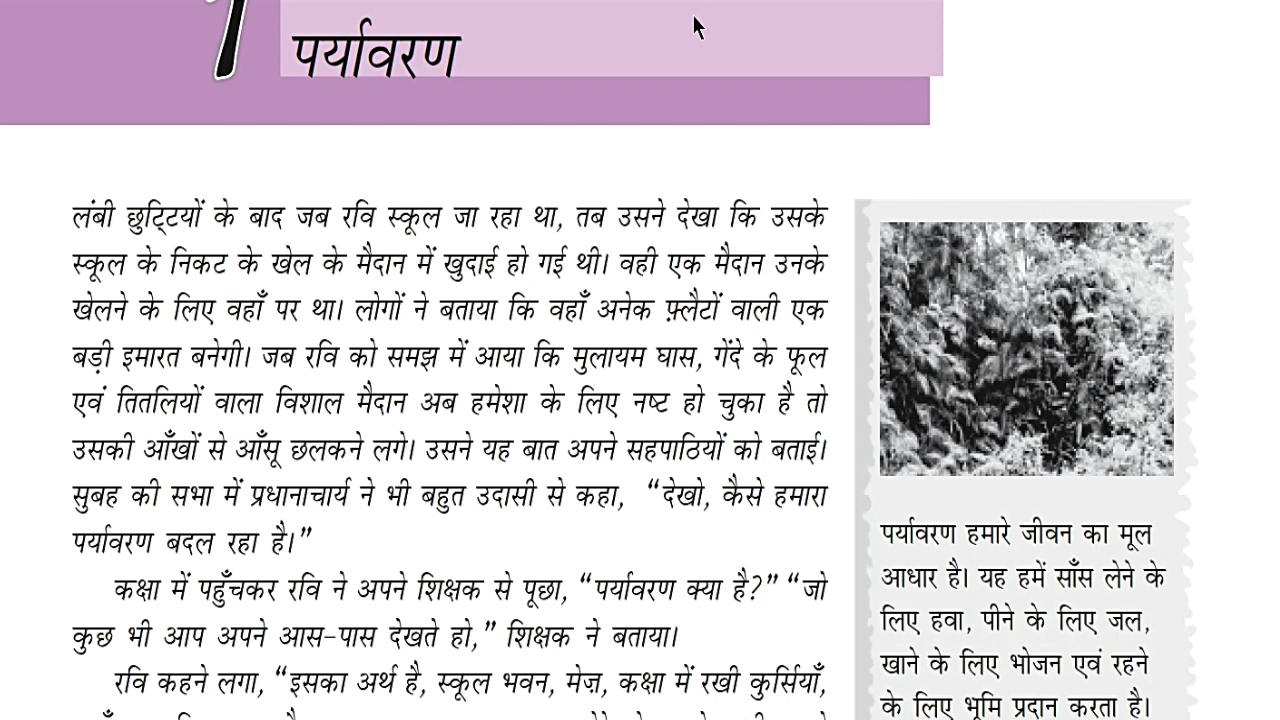 1
पर्यावरण
लंबी छुट्टियों के बाद जब रवि स्कूल जा रहा था, तब उसने देखा कि उसके
स्कूल के निकट के खेल के मैदान में खुदाई हो गई थी। वही एक मैदान उनके
खेलने के लिए वहाँ पर था। लोगों ने बताया कि वहाँ अनेक फ़्लैटों वाली एक
बड़ी इमारत बनेगी। जब रवि को समझ में आया कि मुलायम घास, गेंदे के फूल
एवं तितलियों वाला विशाल मैदान अब हमेशा के लिए नष्ट हो चुका है तो
उसकी आँखों से आँसू छलकने लगे। उसने यह बात अपने सहपाठियों को बताई।
सुबह की सभा में प्रधानाचार्य ने भी बहुत उदासी से कहा, “देखो, कैसे हमारा
पर्यावरण बदल रहा है।”
कक्षा में पहुँचकर रवि ने अपने शिक्षक से पूछा, “पर्यावरण क्या है?” “जो
कुछ भी आप अपने आस-पास देखते हो,” शिक्षक ने बताया।
रवि कहने लगा, “इसका अर्थ है, स्कूल भवन, मेज़, कक्षा में रखी कुर्सियाँ,
पर्यावरण हमारे जीवन का मूल
आधार है। यह हमें साँस लेने के
लिए हवा, पीने के लिए जल,
खाने के लिए भोजन एवं रहने
के लिए भूमि प्रदान करता है।